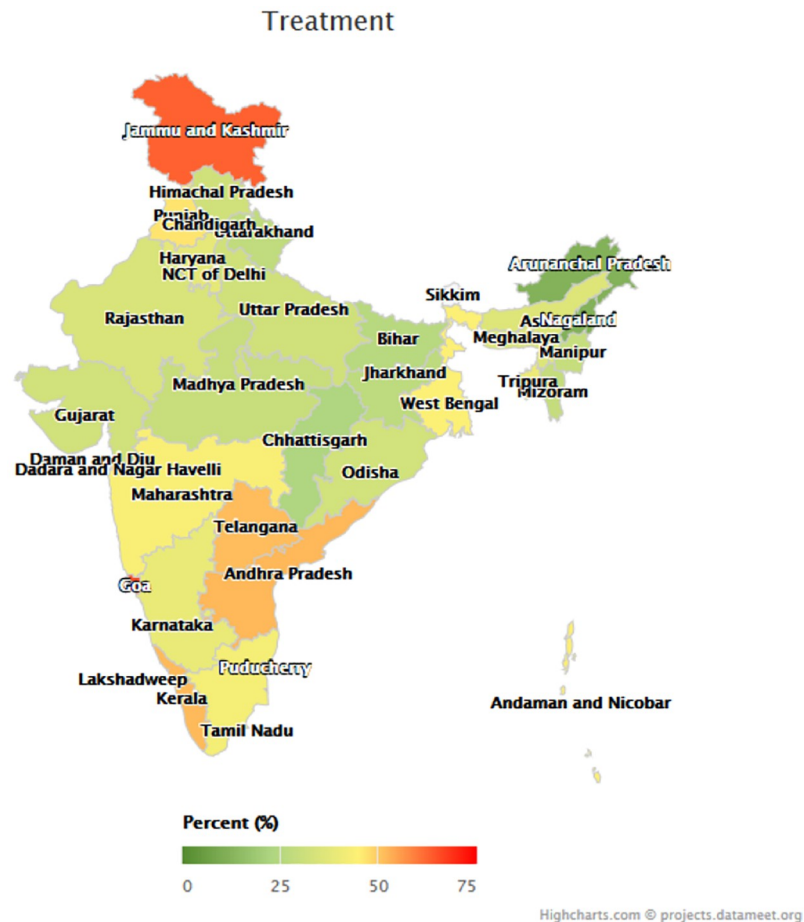 Treatment
Jammu and Kashmir
Himachal Pradesh
Punjab
Chandigarh
Uttarakhand
Haryana
NCT of Delhi
Arunanchal Pradesh
Sikkim
Rajasthan
Uttar Pradesh
Nagaland
Bihar
Meghalaya
Manipur
Jharkhand
Madhya Pradesh
Tripura
Mizoram
West Bengal
Gujarat
Chhattisgarh
Daman and Diu
Dadara and Nagar Havelli
Odisha
Maharashtra
Telangana
Andhra Pradesh
Goa
Karnataka
Puducherry
Lakshadweep
Kerala
Andaman and Nicobar
Tamil Nadu
Percent (%)
0 25 50 75
Highcharts.com © projects.datameet.org